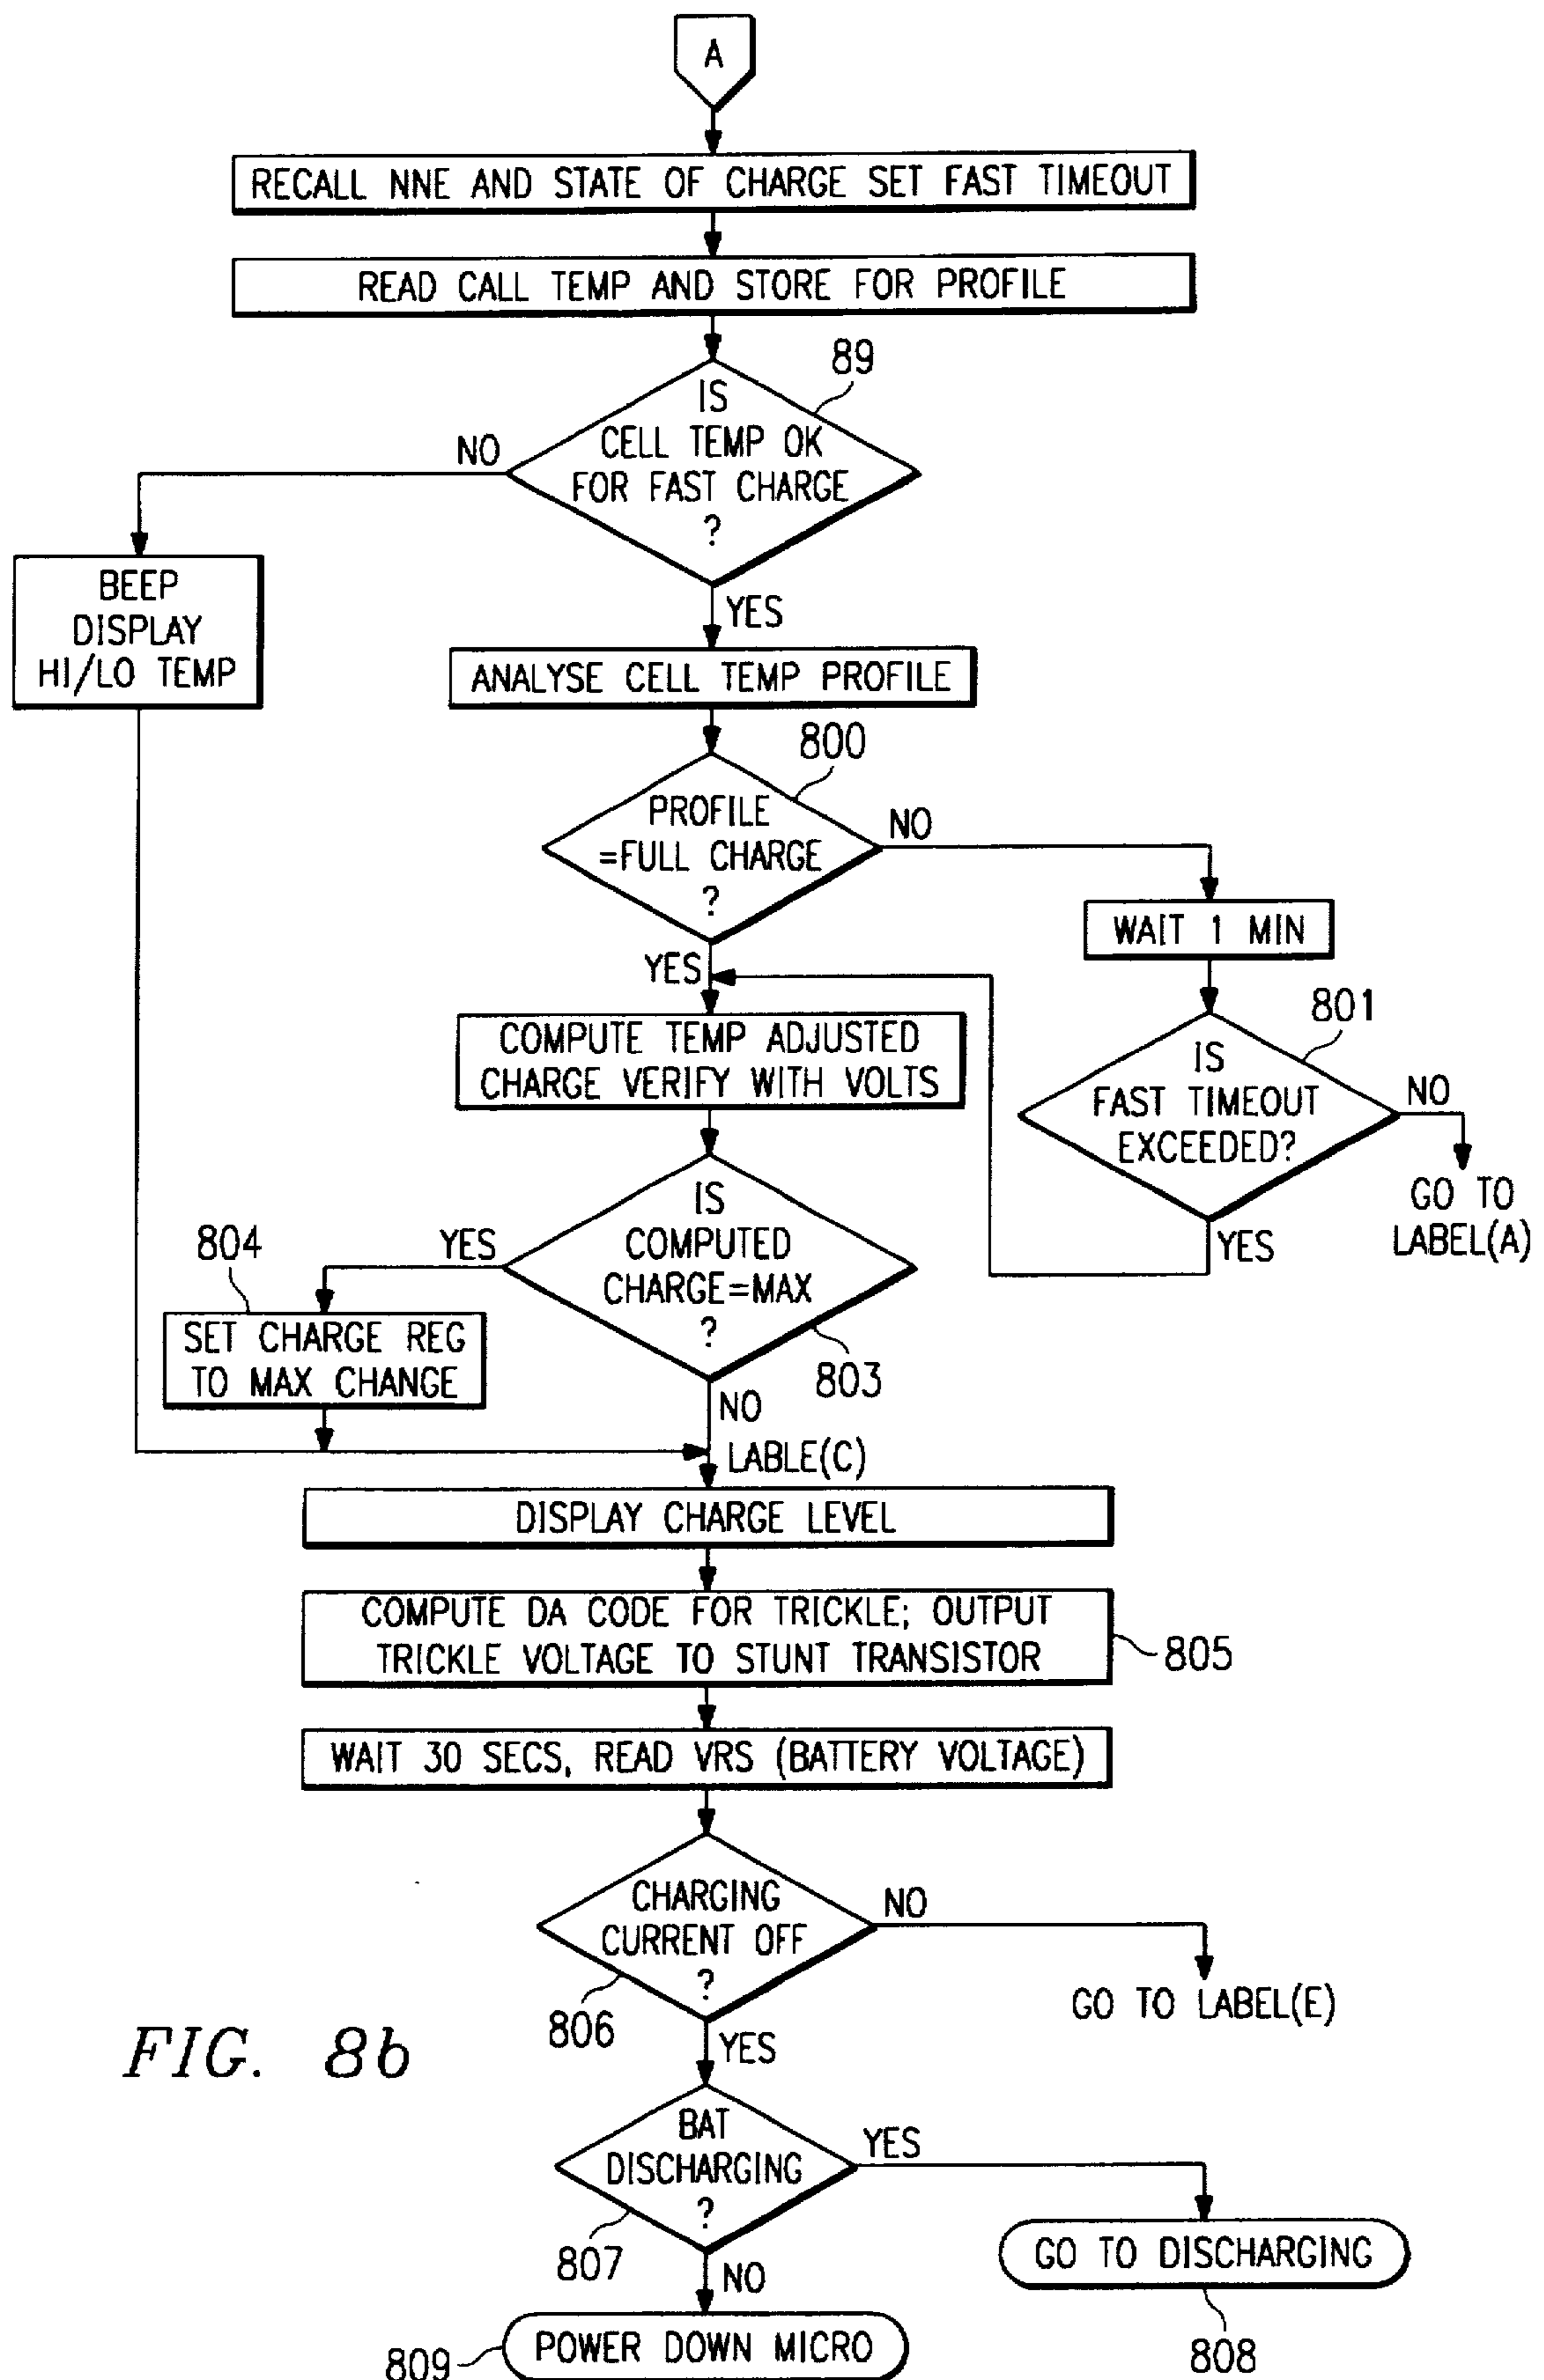 A
RECALL NNE AND STATE OF CHARGE SET FAST TIMEOUT
READ CALL TEMP AND STORE FOR PROFILE
89
IS
CELL TEMP OK
FOR FAST CHARGE
?
NO
YES
BEEP
DISPLAY
HI/LO TEMP
ANALYSE CELL TEMP PROFILE
800
PROFILE
=FULL CHARGE
?
NO
YES
WAIT 1 MIN
801
IS
FAST TIMEOUT
EXCEEDED?
NO
GO TO
LABEL(A)
YES
COMPUTE TEMP ADJUSTED
CHARGE VERIFY WITH VOLTS
IS
COMPUTED
CHARGE=MAX
?
803
YES
804
SET CHARGE REG
TO MAX CHANGE
NO
LABLE(C)
DISPLAY CHARGE LEVEL
COMPUTE DA CODE FOR TRICKLE; OUTPUT
TRICKLE VOLTAGE TO STUNT TRANSISTOR
805
WAIT 30 SECS, READ VRS (BATTERY VOLTAGE)
CHARGING
CURRENT OFF
?
806
NO
GO TO LABEL(E)
YES
FIG. 8b
BAT
DISCHARGING
?
807
YES
GO TO DISCHARGING
808
NO
POWER DOWN MICRO
809